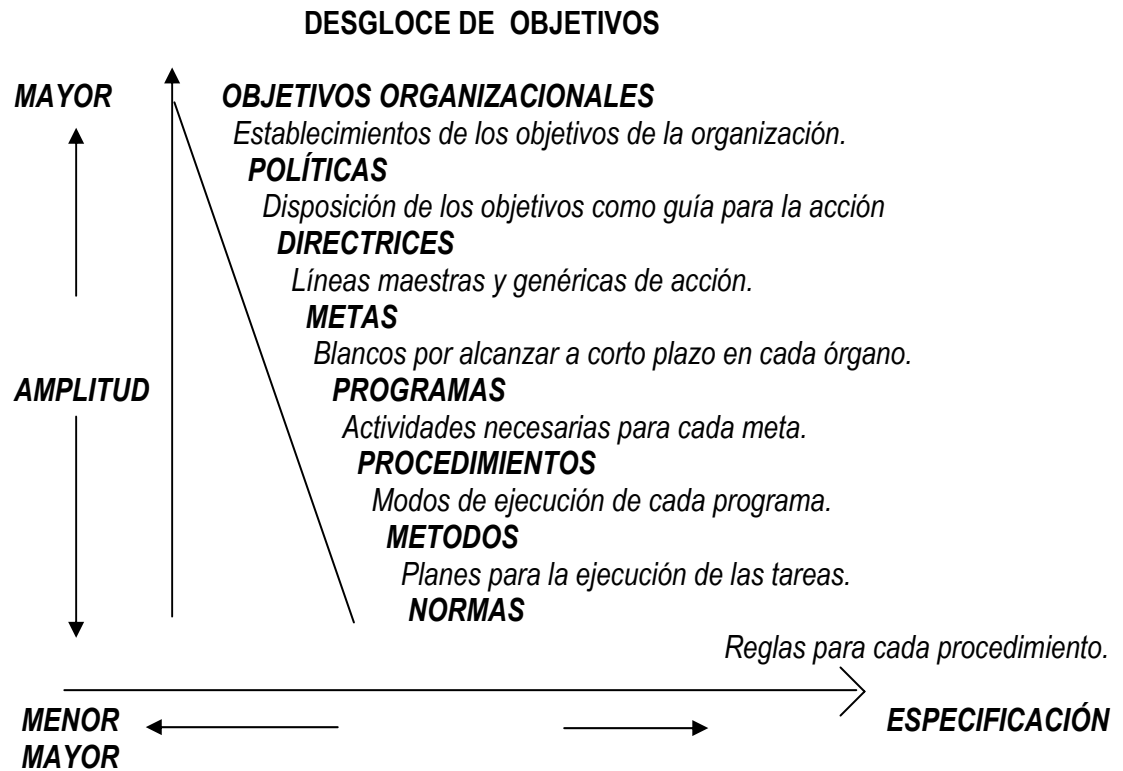 DESGLOCE DE OBJETIVOS
MAYOR
OBJETIVOS ORGANIZACIONALES
Establecimientos de los objetivos de la organización.
POLÍTICAS
Disposición de los objetivos como guía para la acción
DIRECTRICES
Líneas maestras y genéricas de acción.
METAS
Blancos por alcanzar a corto plazo en cada órgano.
AMPLITUD
PROGRAMAS
Actividades necesarias para cada meta.
PROCEDIMIENTOS
Modos de ejecución de cada programa.
METODOS
Planes para la ejecución de las tareas.
NORMAS
Reglas para cada procedimiento.
MENOR
ESPECIFICACIÓN
MAYOR